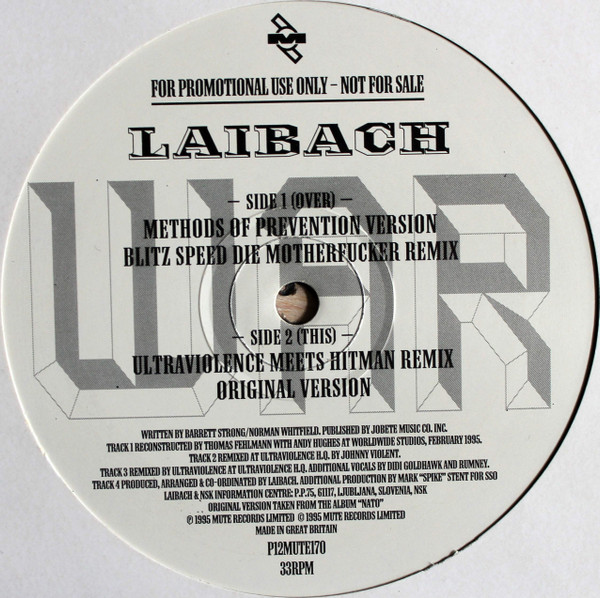 M
FOR PROMOTIONAL USE ONLY – NOT FOR SALE
LAIBACH
WAR
– SIDE 1 (OVER) –
METHODS OF PREVENTION VERSION
BLITZ SPEED DIE MOTHERFUCKER REMIX
– SIDE 2 (THIS) –
ULTRAVIOLENCE MEETS HITMAN REMIX
ORIGINAL VERSION
WRITTEN BY BARRETT STRONG/NORMAN WHITFIELD. PUBLISHED BY JOBETE MUSIC CO. INC.
TRACK 1 RECONSTRUCTED BY THOMAS FEHLMANN WITH ANDY HUGHES AT WORLDWIDE STUDIOS, FEBRUARY 1995.
TRACK 2 REMIXED AT ULTRAVIOLENCE H.Q. BY JOHNNY VIOLENT.
TRACK 3 REMIXED BY ULTRAVIOLENCE AT ULTRAVIOLENCE H.Q. ADDITIONAL VOCALS BY DIDI GOLDHAWK AND RUMNEY.
TRACK 4 PRODUCED, ARRANGED & CO-ORDINATED BY LAIBACH. ADDITIONAL PRODUCTION BY MARK "SPIKE" STENT FOR SSO
LAIBACH & NSK INFORMATION CENTRE: P.P.75, 61117, LJUBLJANA, SLOVENIA, NSK
ORIGINAL VERSION TAKEN FROM THE ALBUM "NATO"
℗ 1995 MUTE RECORDS LIMITED © 1995 MUTE RECORDS LIMITED
MADE IN GREAT BRITAIN
P12MUTE170
33RPM